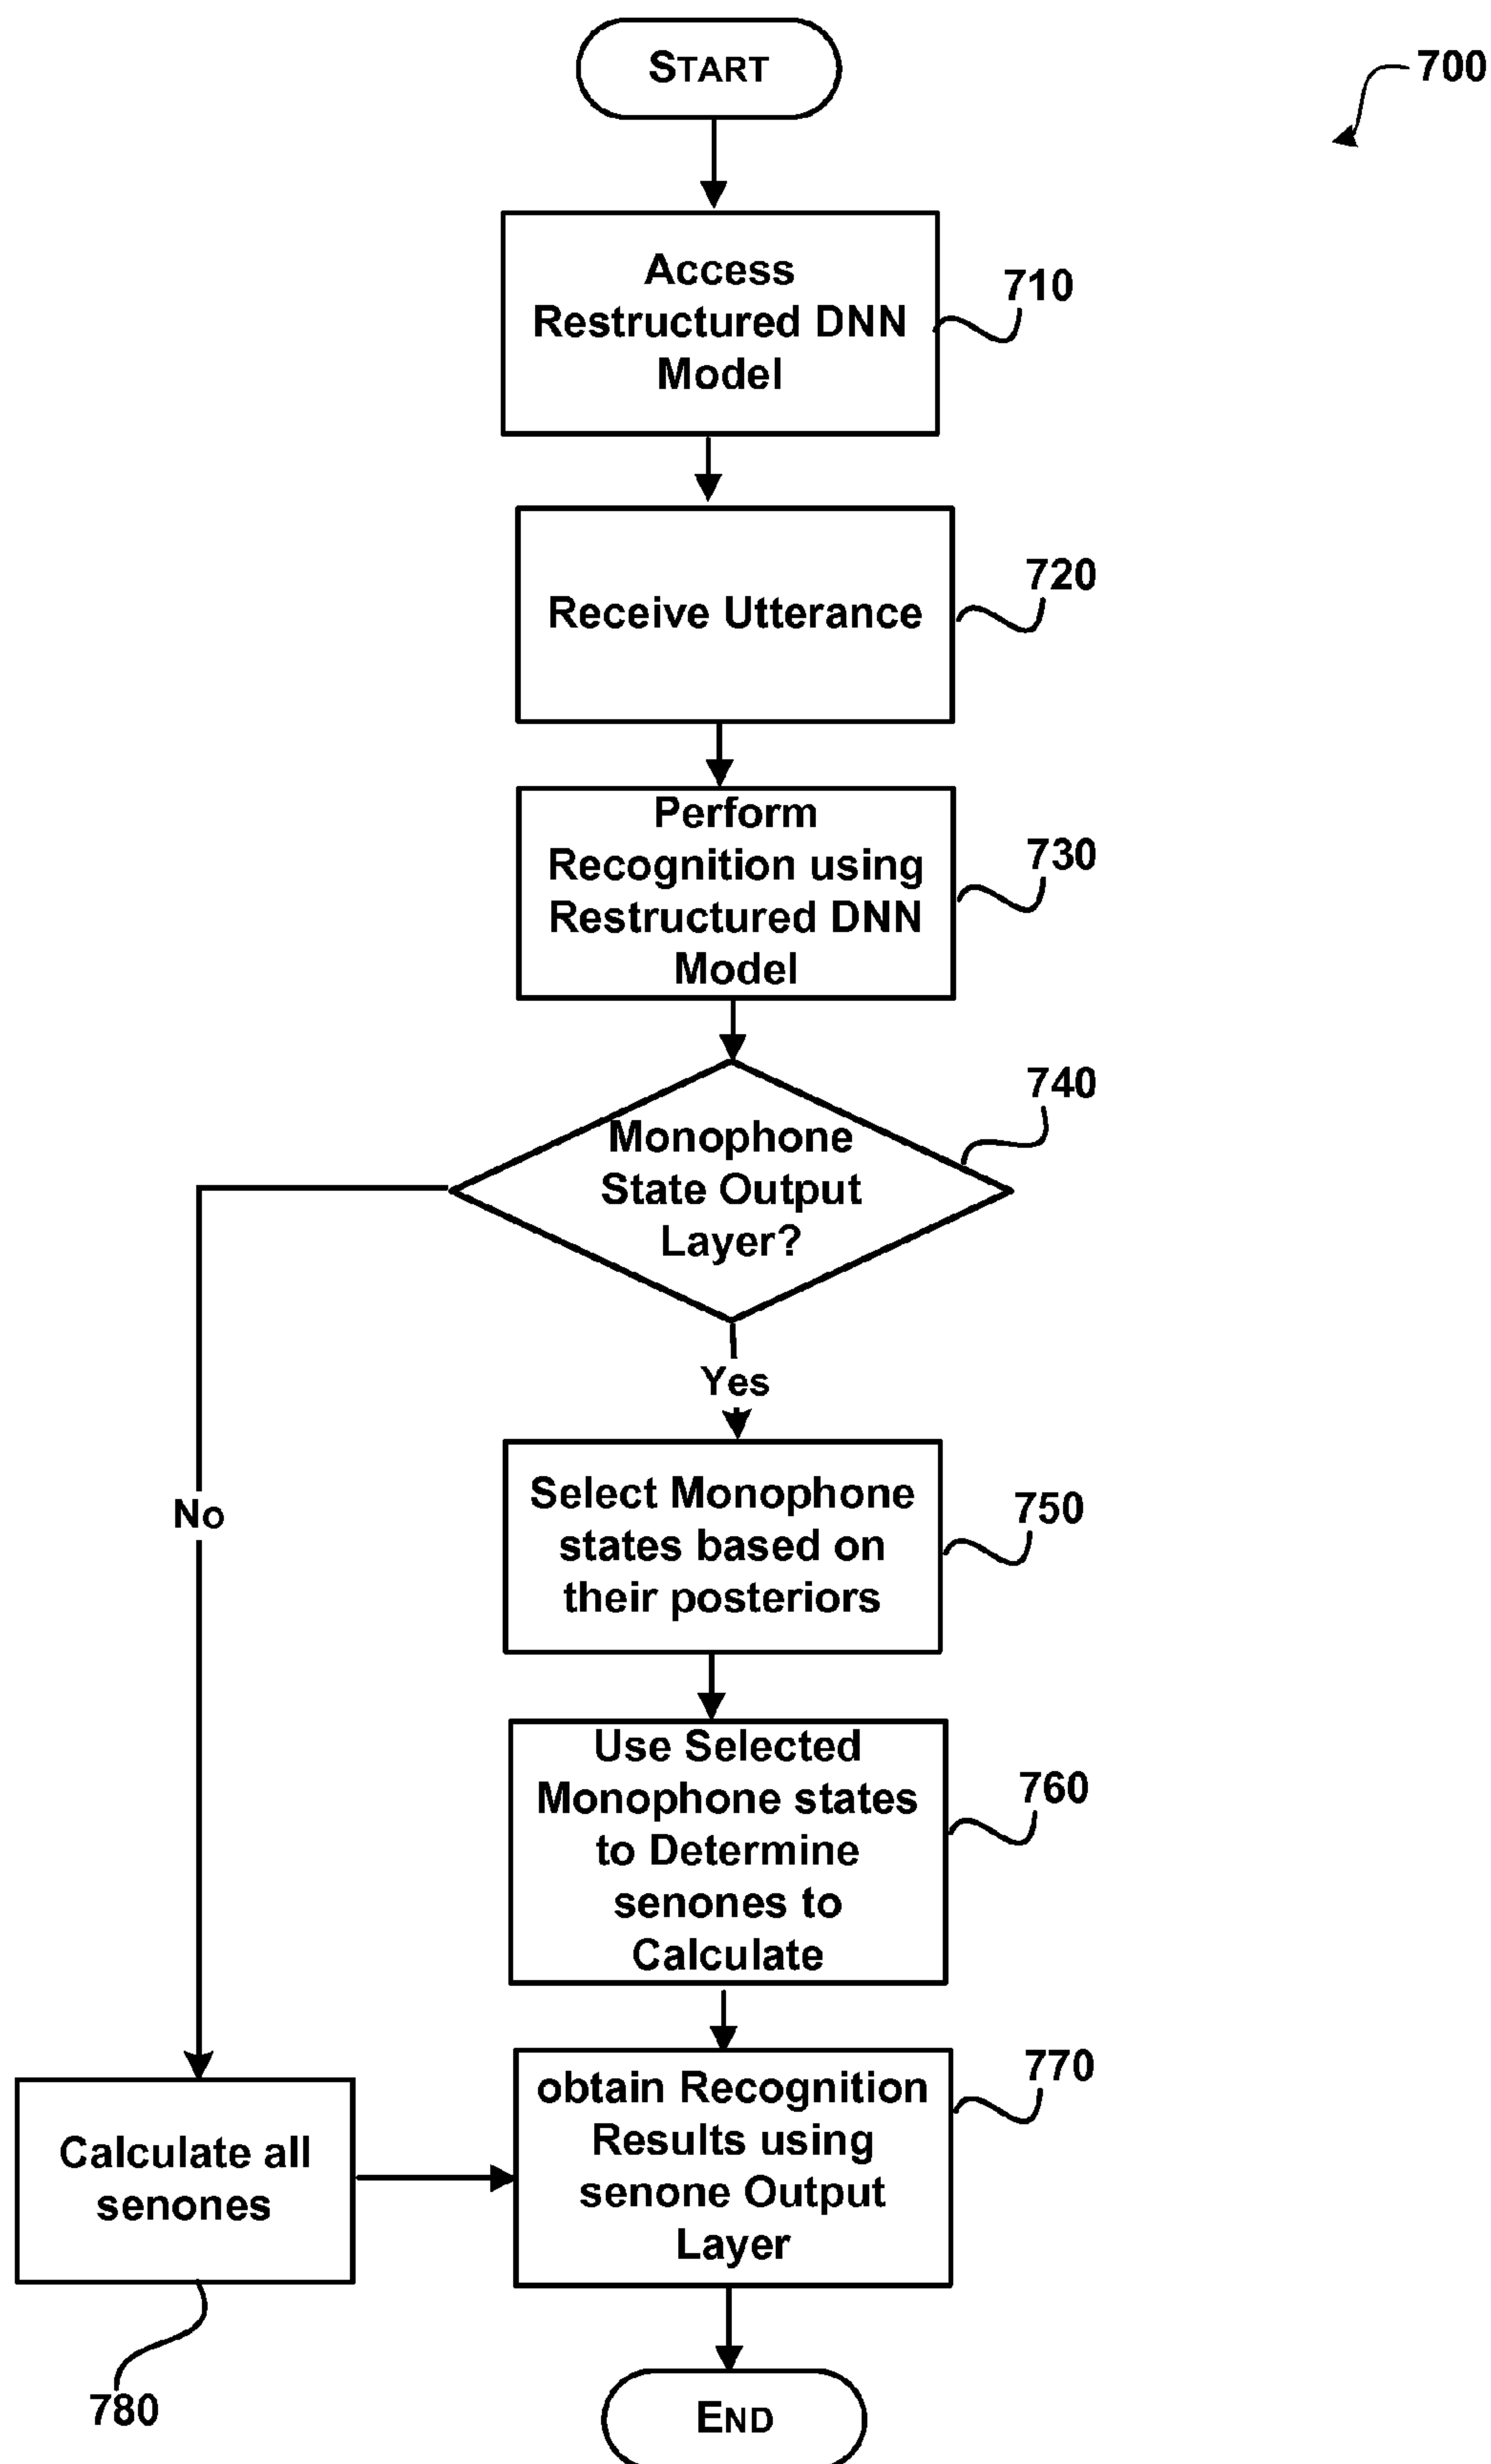 START
700
Access
Restructured DNN
Model
710
Receive Utterance
720
Perform
Recognition using
Restructured DNN
Model
730
Monophone
State Output
Layer?
740
Yes
No
Select Monophone
states based on
their posteriors
750
Use Selected
Monophone states
to Determine
senones to
Calculate
760
obtain Recognition
Results using
senone Output
Layer
770
Calculate all
senones
780
END